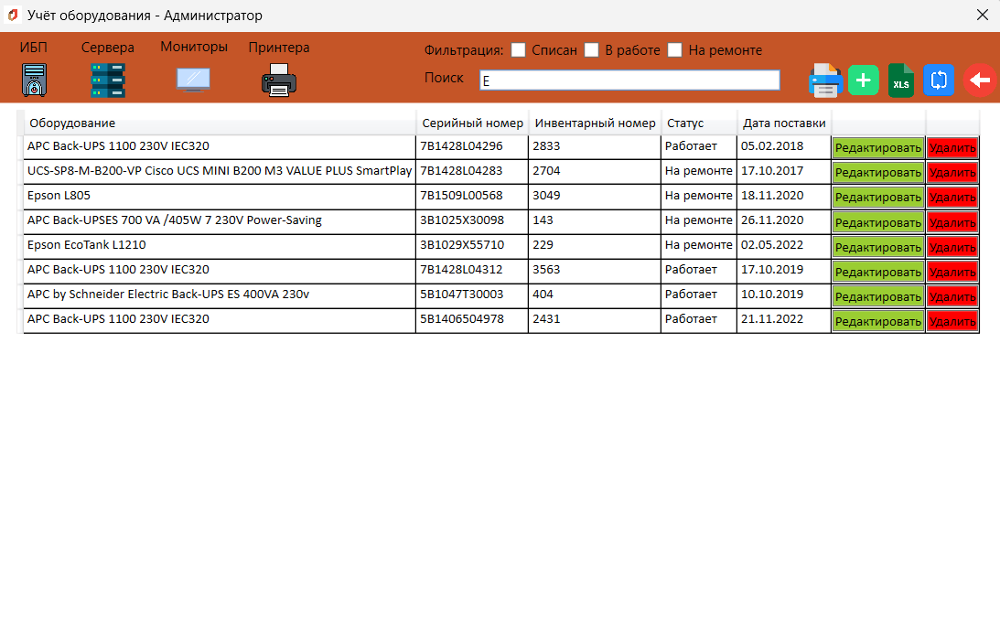 Учёт оборудования - Администратор
ИБП Сервера Мониторы Принтера
Фильтрация: Списан В работе На ремонте
Поиск E
XLS
Оборудование Серийный номер Инвентарный номер Статус Дата поставки
APC Back-UPS 1100 230V IEC320 7B1428L04296 2833 Работает 05.02.2018 Редактировать Удалить
UCS-SP8-M-B200-VP Cisco UCS MINI B200 M3 VALUE PLUS SmartPlay 7B1428L04283 2704 На ремонте 17.10.2017 Редактировать Удалить
Epson L805 7B1509L00568 3049 На ремонте 18.11.2020 Редактировать Удалить
APC Back-UPSES 700 VA /405W 7 230V Power-Saving 3B1025X30098 143 На ремонте 26.11.2020 Редактировать Удалить
Epson EcoTank L1210 3B1029X55710 229 На ремонте 02.05.2022 Редактировать Удалить
APC Back-UPS 1100 230V IEC320 7B1428L04312 3563 Работает 17.10.2019 Редактировать Удалить
APC by Schneider Electric Back-UPS ES 400VA 230v 5B1047T30003 404 Работает 10.10.2019 Редактировать Удалить
APC Back-UPS 1100 230V IEC320 5B1406504978 2431 Работает 21.11.2022 Редактировать Удалить